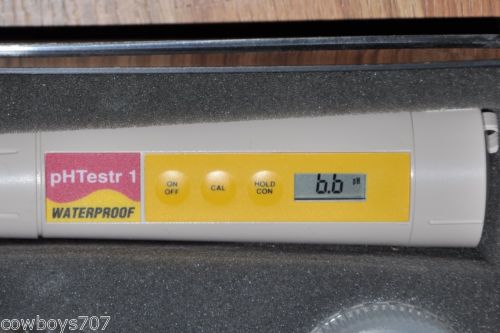 pHTestr 1
WATERPROOF
ON
OFF
CAL
HOLD
CON
6.6 pH
cowboys707